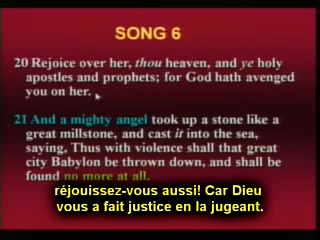 SONG 6
20 Rejoice over her, thou heaven, and ye holy
apostles and prophets; for God hath avenged
you on her.
21 And a mighty angel took up a stone like a
great millstone, and cast it into the sea,
saying, Thus with violence shall that great
city Babylon be thrown down, and shall be
found no more at all.
réjouissez-vous aussi! Car Dieu
vous a fait justice en la jugeant.